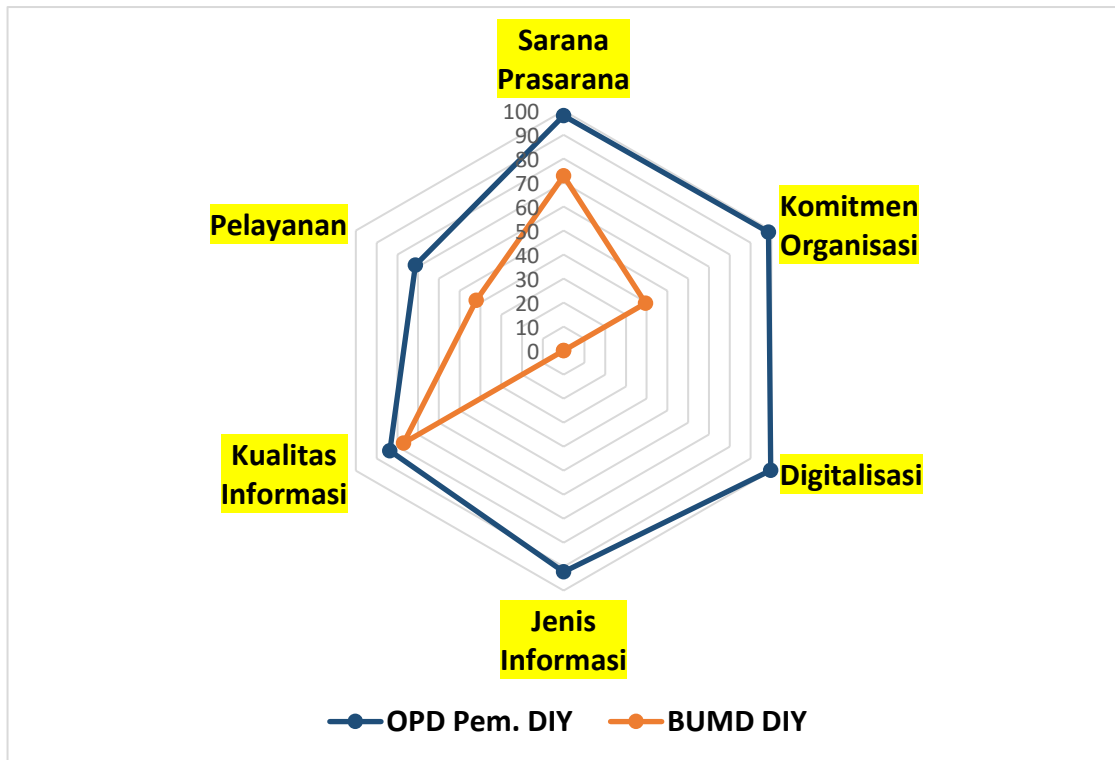 Sarana
Prasarana
100
90
80
70
60
50
40
30
20
10
0
Komitmen
Organisasi
Digitalisasi
Jenis
Informasi
Kualitas
Informasi
Pelayanan
OPD Pem. DIY
BUMD DIY